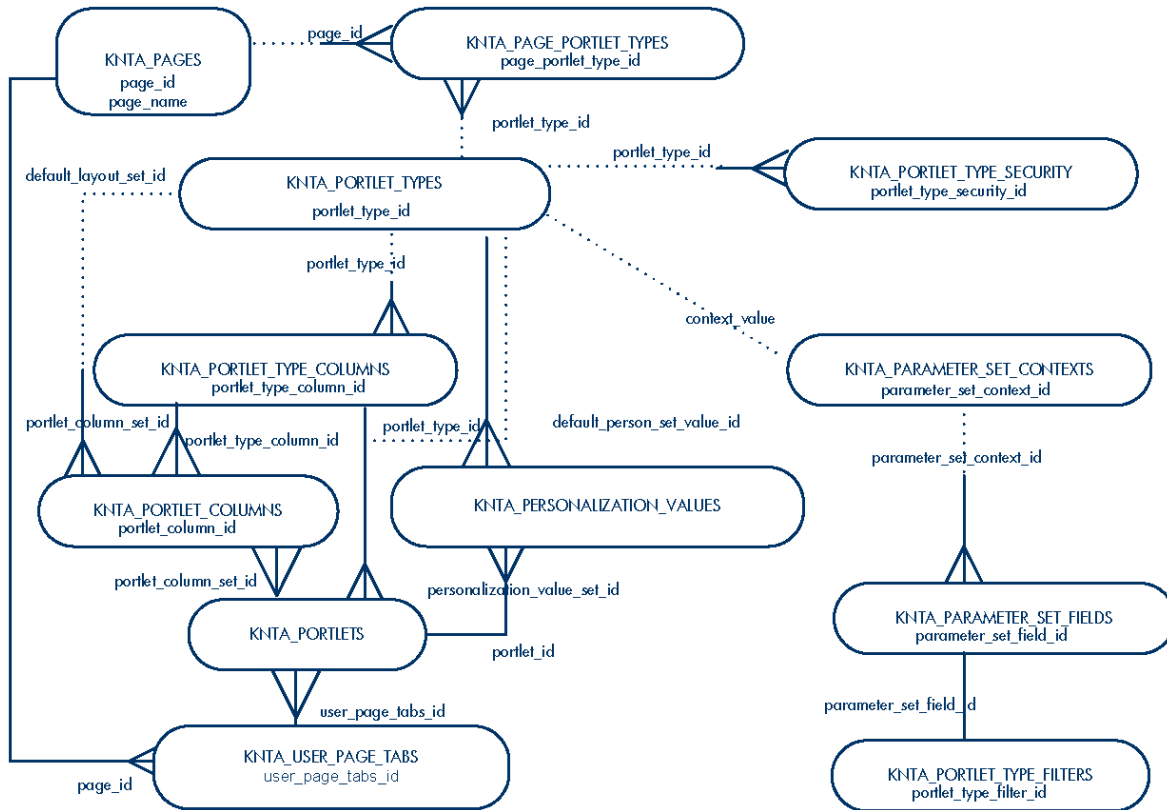 page_id
KNTA_PAGE_PORTLET_TYPES
page_portlet_type_id
KNTA_PAGES
page_id
page_name
portlet_type_id
portlet_type_id
KNTA_PORTLET_TYPE_SECURITY
portlet_type_security_id
default_layout_set_id
KNTA_PORTLET_TYPES
portlet_type_id
portlet_type_id
context_value
KNTA_PORTLET_TYPE_COLUMNS
portlet_type_column_id
KNTA_PARAMETER_SET_CONTEXTS
parameter_set_context_id
portlet_column_set_id
portlet_type_column_id
portlet_type_id
default_person_set_value_id
parameter_set_context_id
KNTA_PORTLET_COLUMNS
portlet_column_id
KNTA_PERSONALIZATION_VALUES
portlet_column_set_id
personalization_value_set_id
KNTA_PARAMETER_SET_FIELDS
parameter_set_field_id
KNTA_PORTLETS
portlet_id
user_page_tabs_id
parameter_set_field_id
KNTA_USER_PAGE_TABS
user_page_tabs_id
page_id
KNTA_PORTLET_TYPE_FILTERS
portlet_type_filter_id